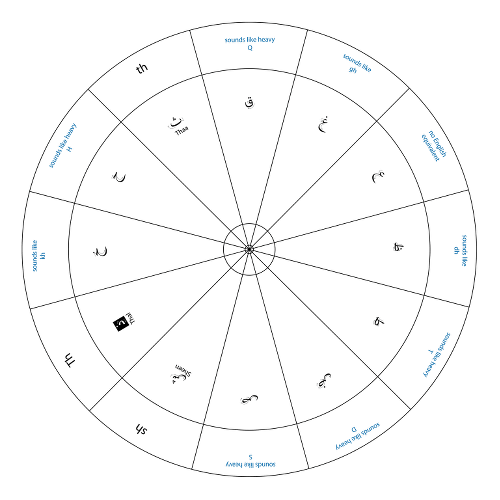 sounds like heavy
Q
ق
sounds like
gh
غ
no English
equivalent
ع
sounds like
dh
ظ
sounds like heavy
T
ط
sounds like heavy
D
ض
sounds like heavy
S
ص
sh
Sheen
ش
Th
Thal
sounds like
kh
خ
sounds like heavy
H
ح
th
ث
Thaa